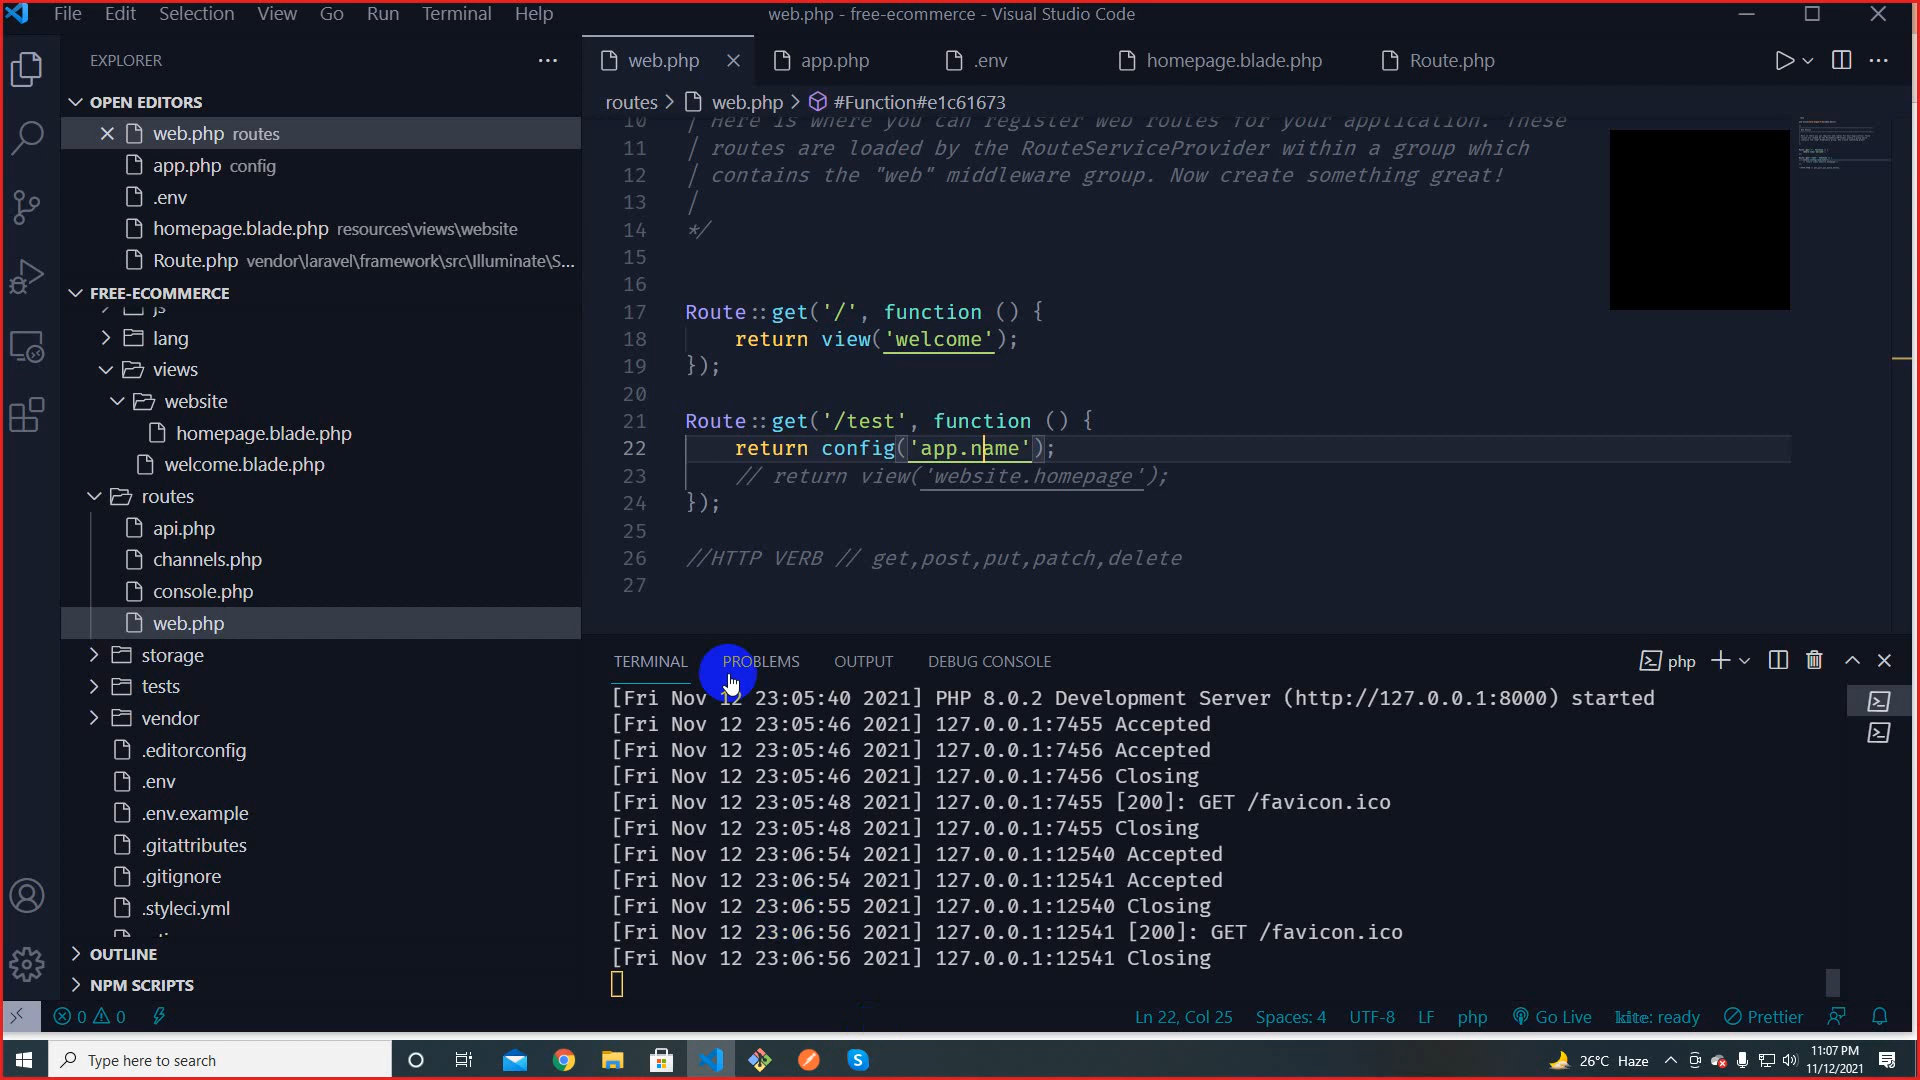 File Edit Selection View Go Run Terminal Help
web.php - free-ecommerce - Visual Studio Code
EXPLORER
OPEN EDITORS
web.php routes
app.php config
.env
homepage.blade.php resources\views\website
Route.php vendor\laravel\framework\src\Illuminate\S...
FREE-ECOMMERCE
js
lang
views
website
homepage.blade.php
welcome.blade.php
routes
api.php
channels.php
console.php
web.php
storage
tests
vendor
.editorconfig
.env
.env.example
.gitattributes
.gitignore
.styleci.yml
OUTLINE
NPM SCRIPTS
web.php app.php .env homepage.blade.php Route.php
routes > web.php > #Function#e1c61673
10 | Here is where you can register web routes for your application. These
11 | routes are loaded by the RouteServiceProvider within a group which
12 | contains the "web" middleware group. Now create something great!
13 |
14 */
15
16
17 Route::get('/', function () {
18 return view('welcome');
19 });
20
21 Route::get('/test', function () {
22 return config('app.name');
23 // return view('website.homepage');
24 });
25
26 //HTTP VERB // get,post,put,patch,delete
27
TERMINAL PROBLEMS OUTPUT DEBUG CONSOLE
php
[Fri Nov 12 23:05:40 2021] PHP 8.0.2 Development Server (http://127.0.0.1:8000) started
[Fri Nov 12 23:05:46 2021] 127.0.0.1:7455 Accepted
[Fri Nov 12 23:05:46 2021] 127.0.0.1:7456 Accepted
[Fri Nov 12 23:05:46 2021] 127.0.0.1:7456 Closing
[Fri Nov 12 23:05:48 2021] 127.0.0.1:7455 [200]: GET /favicon.ico
[Fri Nov 12 23:05:48 2021] 127.0.0.1:7455 Closing
[Fri Nov 12 23:06:54 2021] 127.0.0.1:12540 Accepted
[Fri Nov 12 23:06:54 2021] 127.0.0.1:12541 Accepted
[Fri Nov 12 23:06:55 2021] 127.0.0.1:12540 Closing
[Fri Nov 12 23:06:56 2021] 127.0.0.1:12541 [200]: GET /favicon.ico
[Fri Nov 12 23:06:56 2021] 127.0.0.1:12541 Closing
0 0 Ln 22, Col 25 Spaces: 4 UTF-8 LF php Go Live kite: ready Prettier
Type here to search
26°C Haze
11:07 PM
11/12/2021